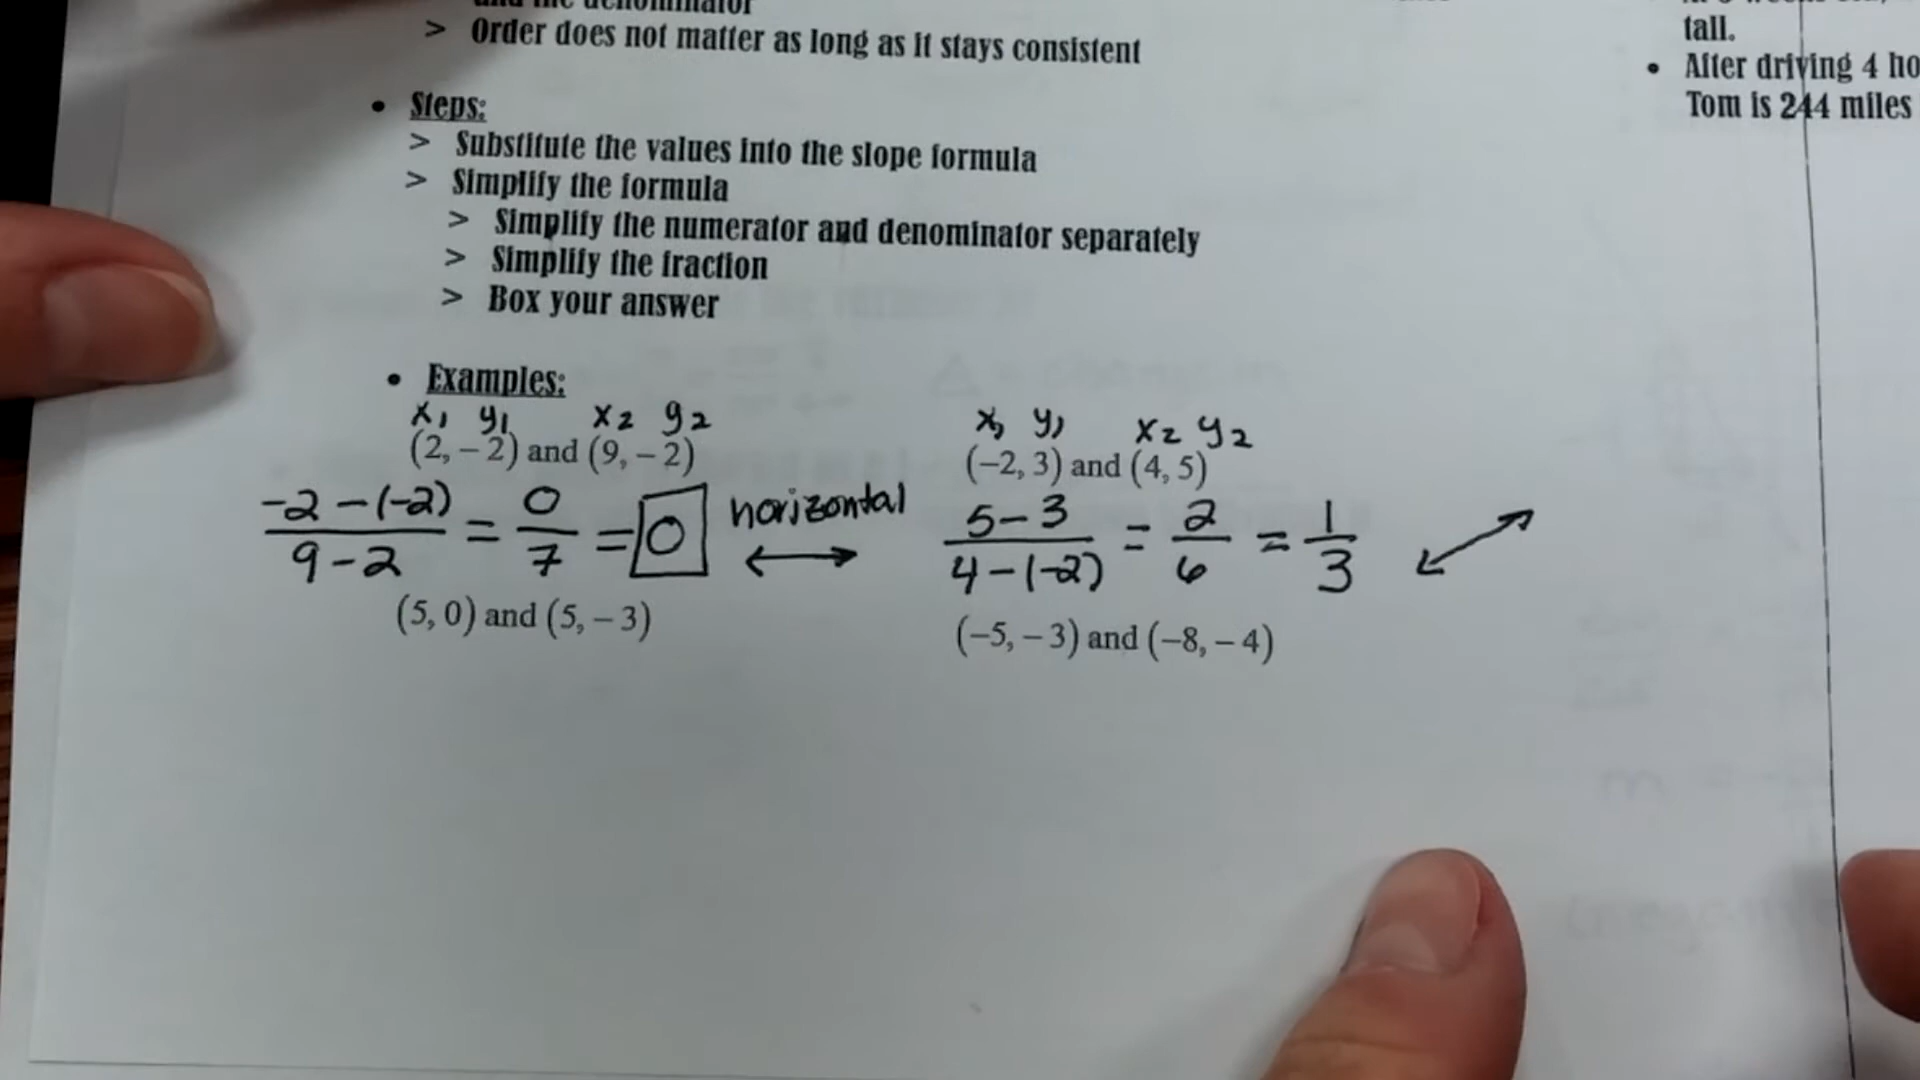 denominator
> Order does not matter as long as it stays consistent
• Steps:
> Substitute the values into the slope formula
> Simplify the formula
> Simplify the numerator and denominator separately
> Simplify the fraction
> Box your answer
• Examples:
x₁ y₁ x₂ y₂
(2, −2) and (9, −2)
-2-(-2)/9-2 = 0/7 = 0 horizontal
(5, 0) and (5, −3)
x₁ y₁ x₂ y₂
(−2, 3) and (4, 5)
5-3/4-(-2) = 2/6 = 1/3
(−5, −3) and (−8, −4)
tall.
• After driving 4
Tom is 244 miles